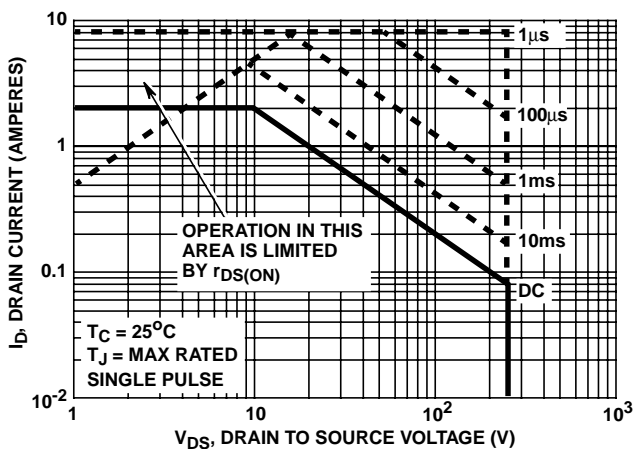 10
1
0.1
10-2
I_D, DRAIN CURRENT (AMPERES)
1µs
100µs
1ms
10ms
DC
OPERATION IN THIS
AREA IS LIMITED
BY rDS(ON)
TC = 25°C
TJ = MAX RATED
SINGLE PULSE
1
10
10²
10³
VDS, DRAIN TO SOURCE VOLTAGE (V)